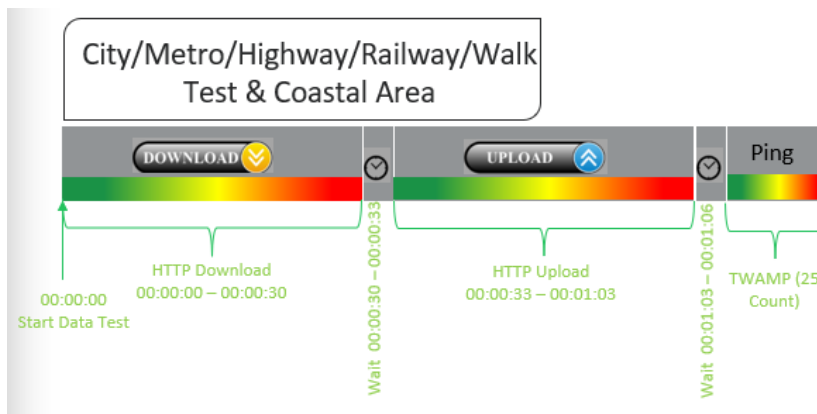 City/Metro/Highway/Railway/Walk
Test & Coastal Area
DOWNLOAD
UPLOAD
Ping
HTTP Download
00:00:00 – 00:00:30
00:00:00
Start Data Test
Wait 00:00:30 – 00:00:33
HTTP Upload
00:00:33 – 00:01:03
Wait 00:01:03 – 00:01:06
TWAMP (25
Count)